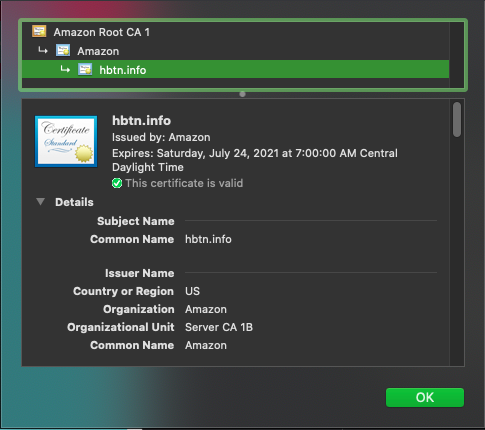 Amazon Root CA 1
Amazon
hbtn.info
Certificate
Standard
hbtn.info
Issued by: Amazon
Expires: Saturday, July 24, 2021 at 7:00:00 AM Central
Daylight Time
This certificate is valid
Details
Subject Name
Common Name hbtn.info
Issuer Name
Country or Region US
Organization Amazon
Organizational Unit Server CA 1B
Common Name Amazon
OK